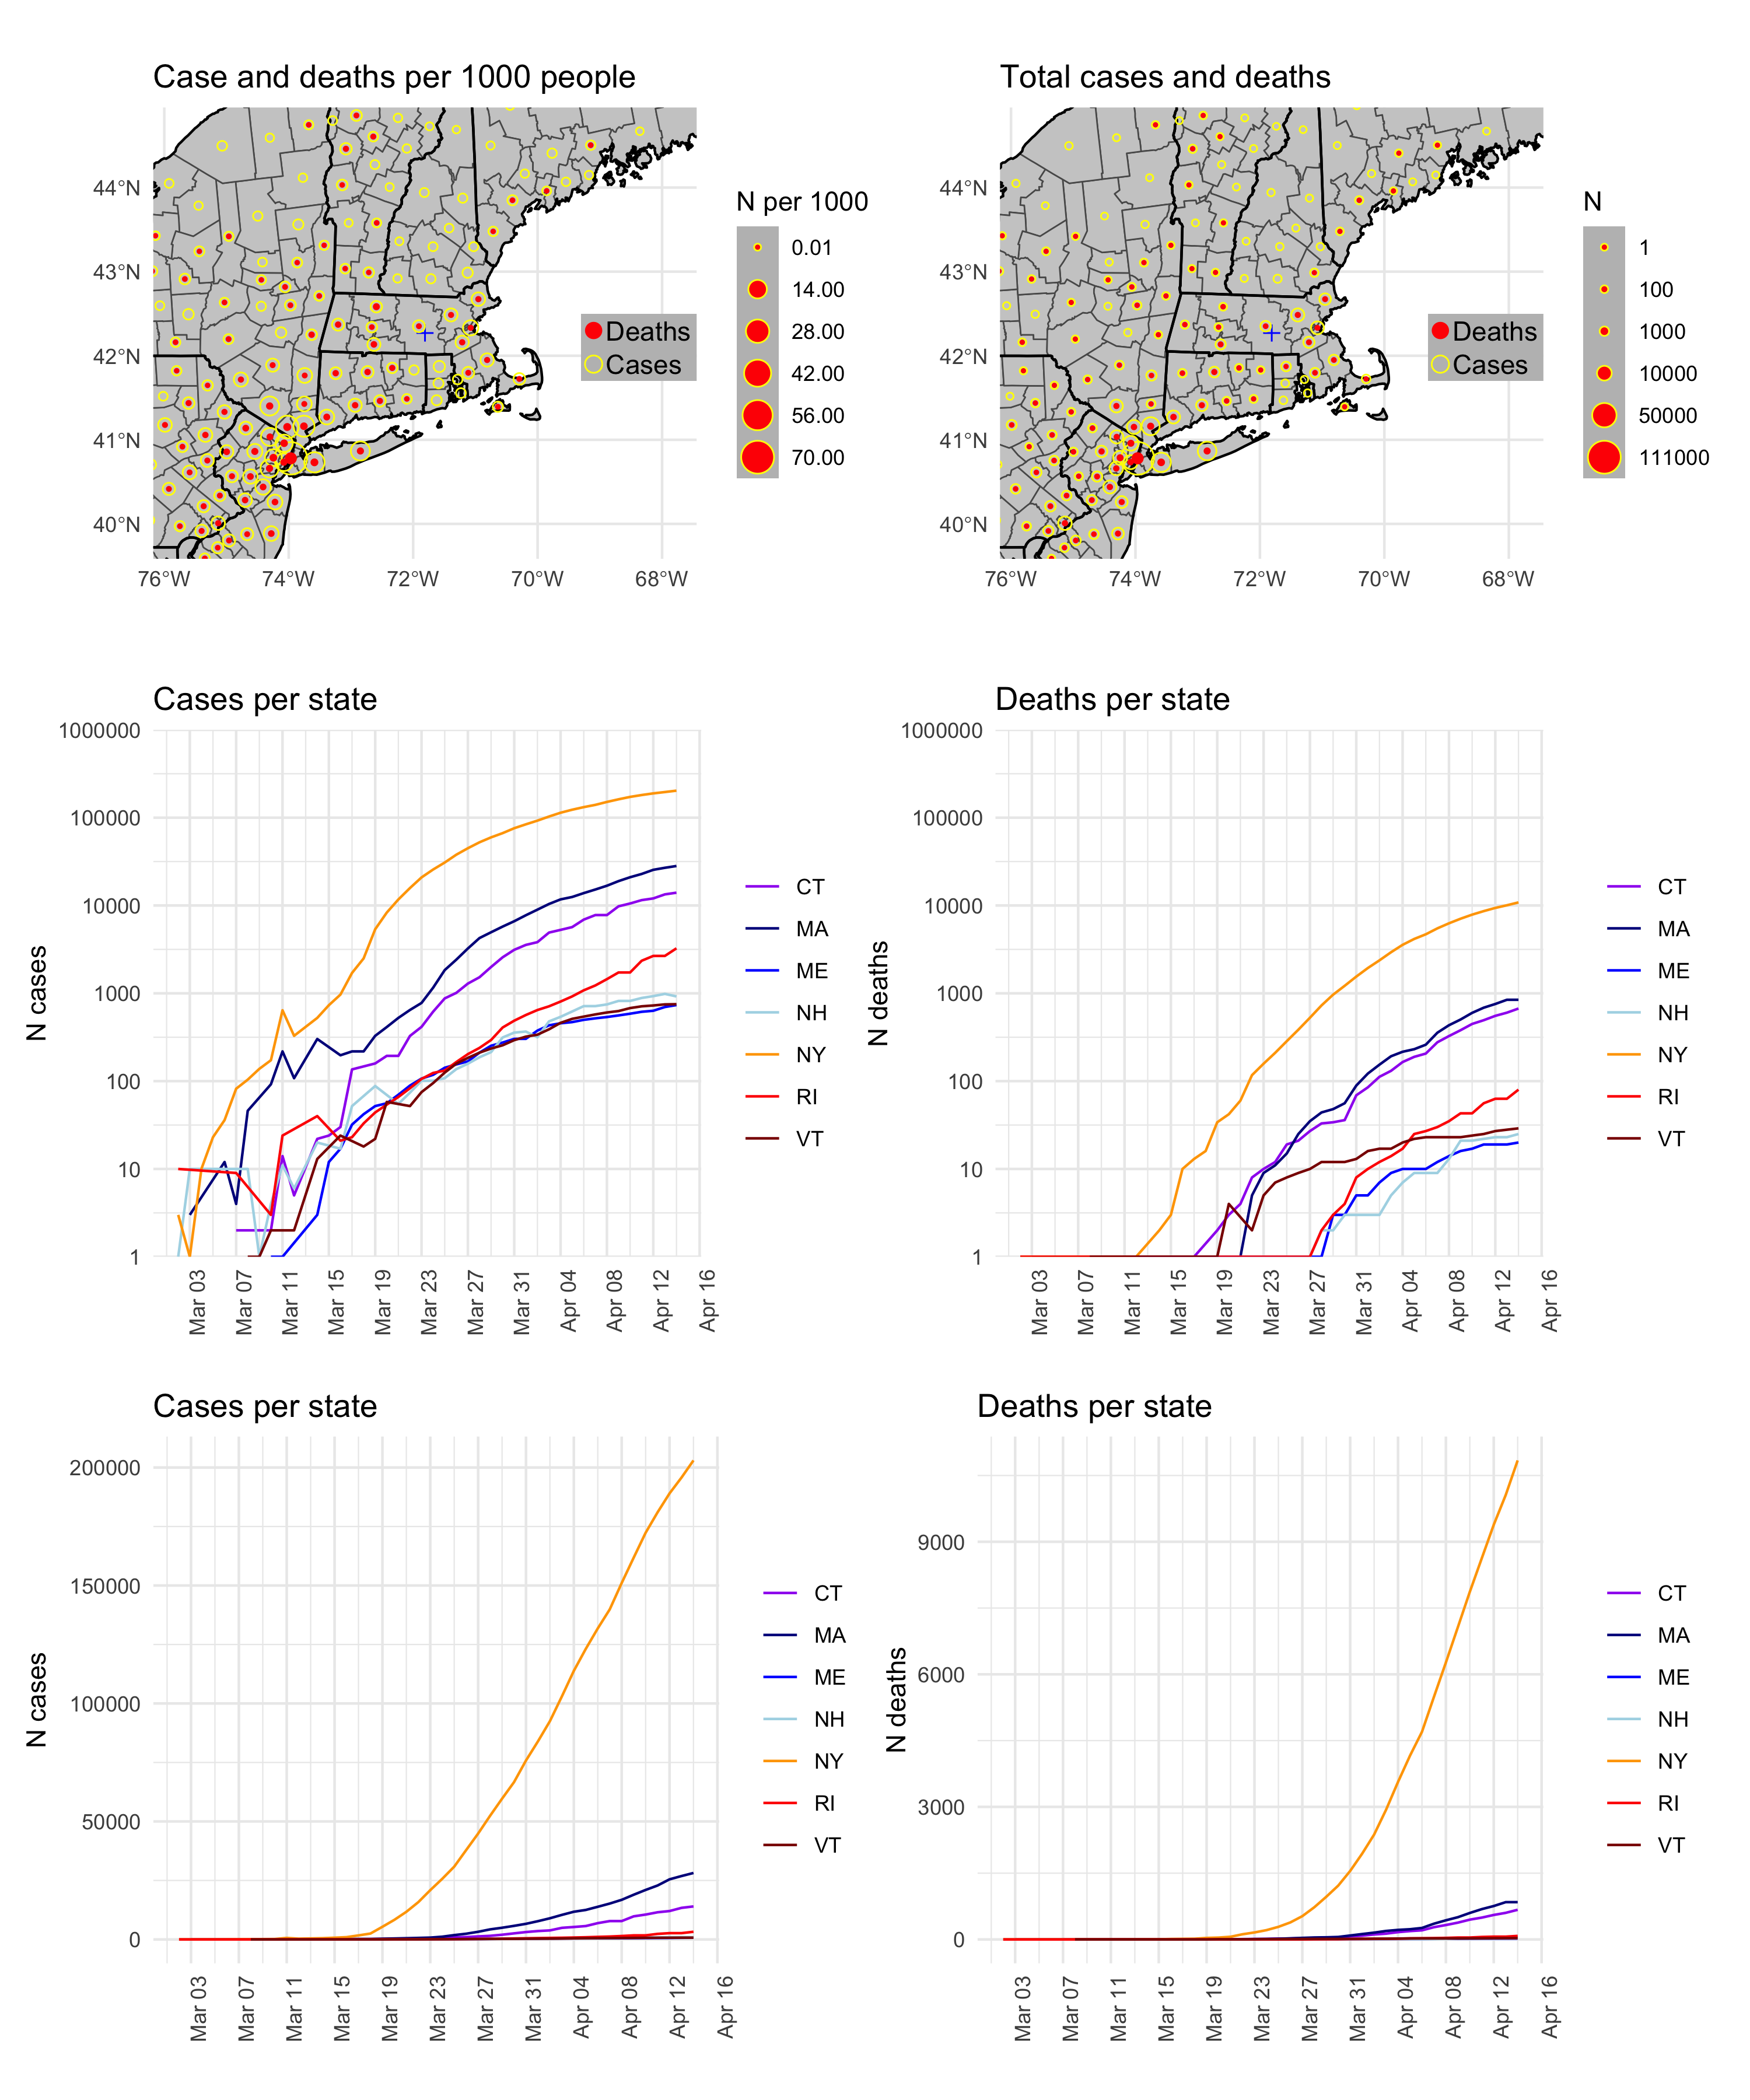 Case and deaths per 1000 people
44°N
43°N
42°N
41°N
40°N
76°W 74°W 72°W 70°W 68°W
Deaths
Cases
N per 1000
0.01
14.00
28.00
42.00
56.00
70.00
Total cases and deaths
44°N
43°N
42°N
41°N
40°N
76°W 74°W 72°W 70°W 68°W
Deaths
Cases
N
1
100
1000
10000
50000
111000
Cases per state
N cases
1000000
100000
10000
1000
100
10
1
Mar 03 Mar 07 Mar 11 Mar 15 Mar 19 Mar 23 Mar 27 Mar 31 Apr 04 Apr 08 Apr 12 Apr 16
CT
MA
ME
NH
NY
RI
VT
Deaths per state
N deaths
1000000
100000
10000
1000
100
10
1
Mar 03 Mar 07 Mar 11 Mar 15 Mar 19 Mar 23 Mar 27 Mar 31 Apr 04 Apr 08 Apr 12 Apr 16
CT
MA
ME
NH
NY
RI
VT
Cases per state
N cases
200000
150000
100000
50000
0
Mar 03 Mar 07 Mar 11 Mar 15 Mar 19 Mar 23 Mar 27 Mar 31 Apr 04 Apr 08 Apr 12 Apr 16
CT
MA
ME
NH
NY
RI
VT
Deaths per state
N deaths
9000
6000
3000
0
Mar 03 Mar 07 Mar 11 Mar 15 Mar 19 Mar 23 Mar 27 Mar 31 Apr 04 Apr 08 Apr 12 Apr 16
CT
MA
ME
NH
NY
RI
VT